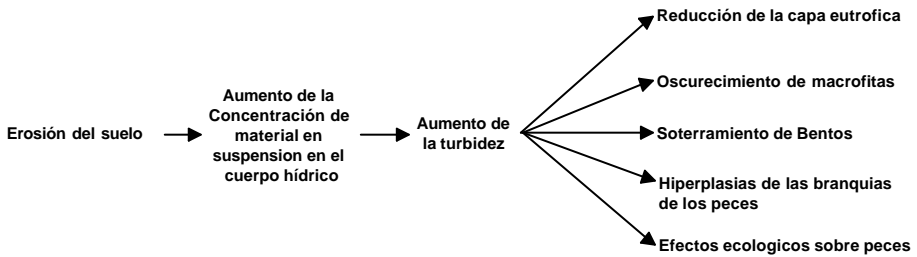 Erosión del suelo
Aumento de la
Concentración de
material en
suspension en el
cuerpo hídrico
Aumento de
la turbidez
Reducción de la capa eutrofica
Oscurecimiento de macrofitas
Soterramiento de Bentos
Hiperplasias de las branquias
de los peces
Efectos ecologicos sobre peces